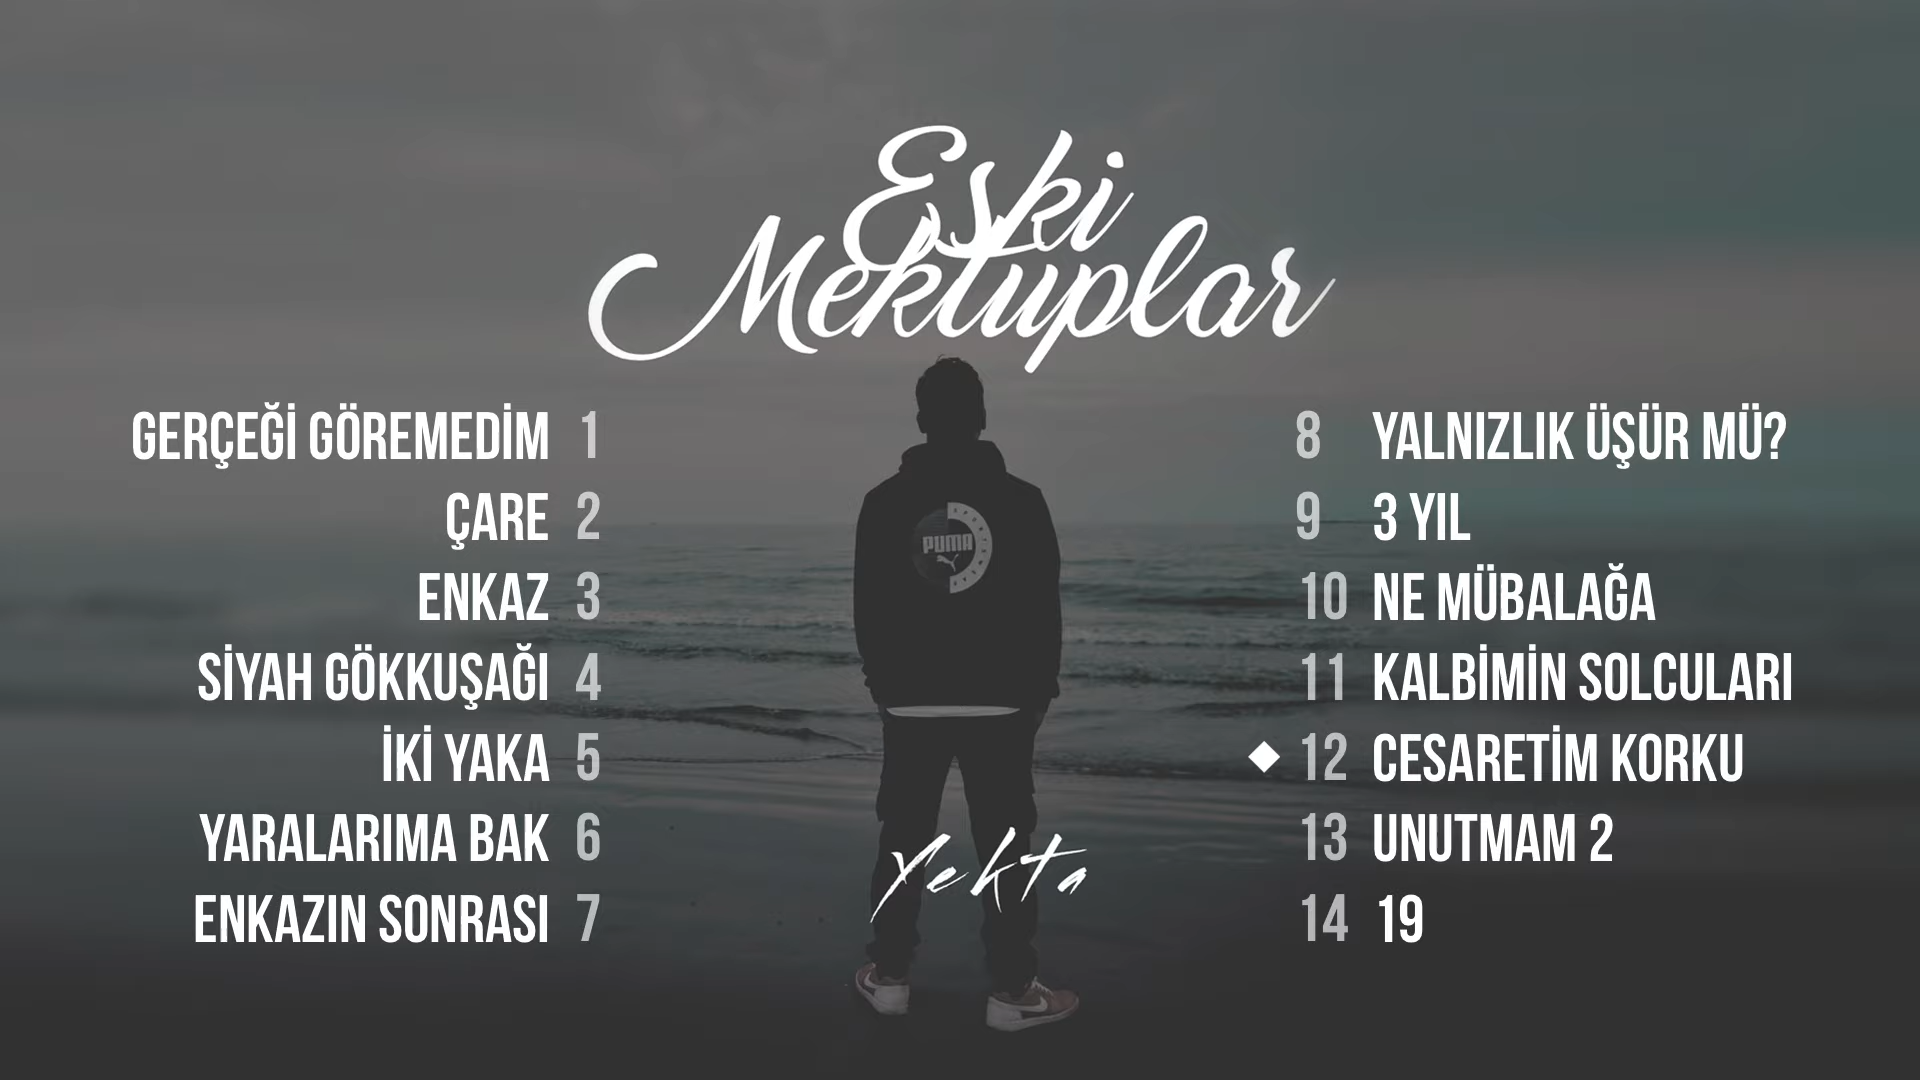 Eski
Mektuplar
GERÇEĞİ GÖREMEDİM 1
ÇARE 2
ENKAZ 3
SİYAH GÖKKUŞAĞI 4
İKİ YAKA 5
YARALARIMA BAK 6
ENKAZIN SONRASI 7
8 YALNIZLIK ÜŞÜR MÜ?
9 3 YIL
10 NE MÜBALAĞA
11 KALBİMİN SOLCULARI
12 CESARETİM KORKU
13 UNUTMAM 2
14 19
PUMA
Yekta